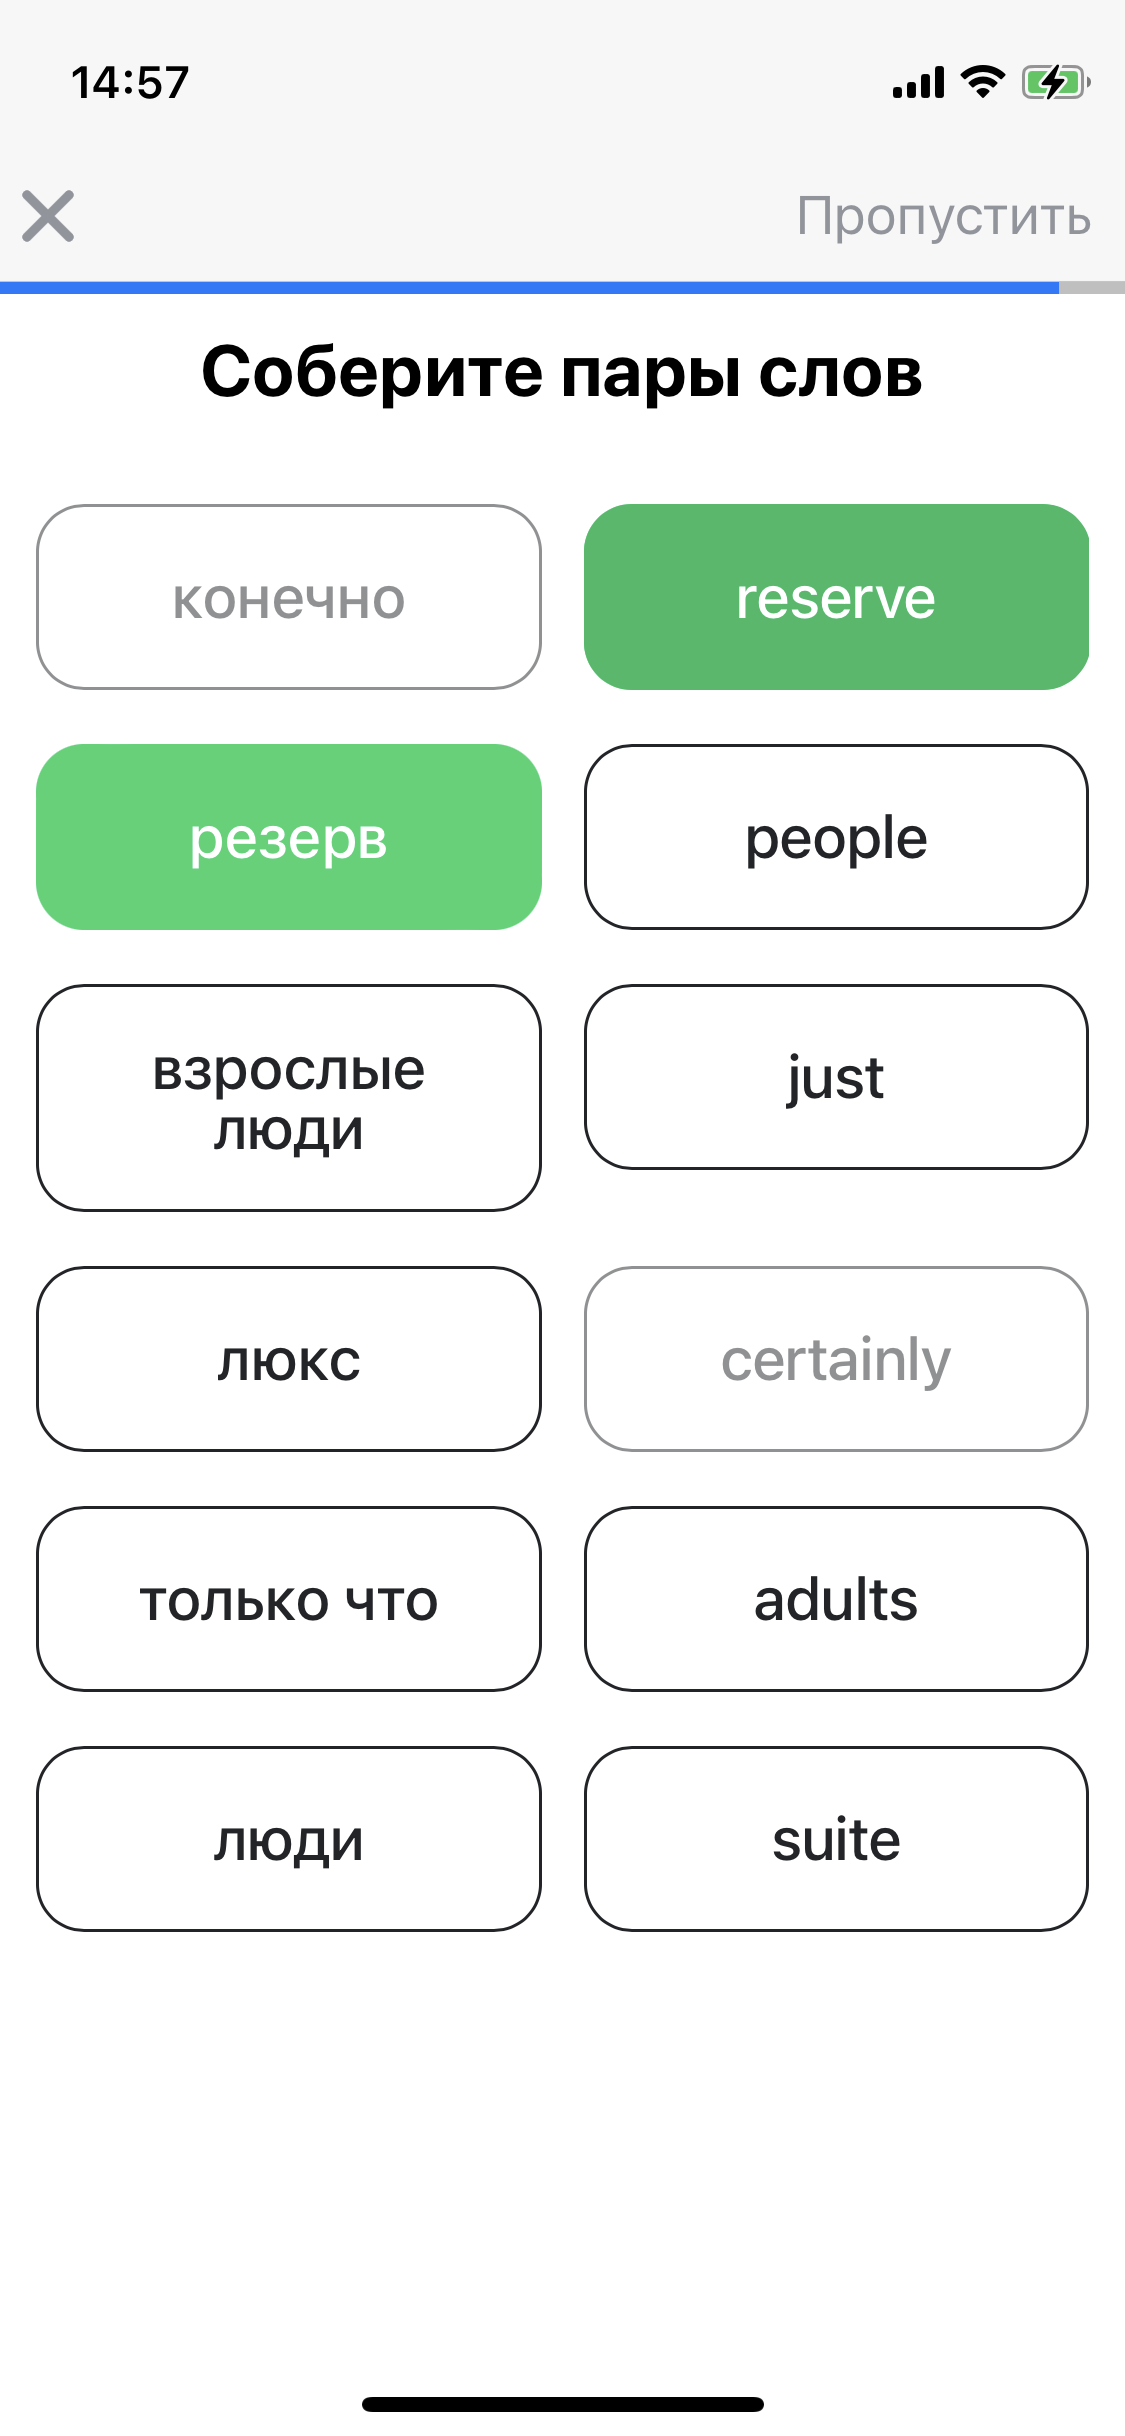 14:57
Пропустить
Соберите пары слов
конечно
reserve
резерв
people
взрослые
люди
just
люкс
certainly
только что
adults
люди
suite